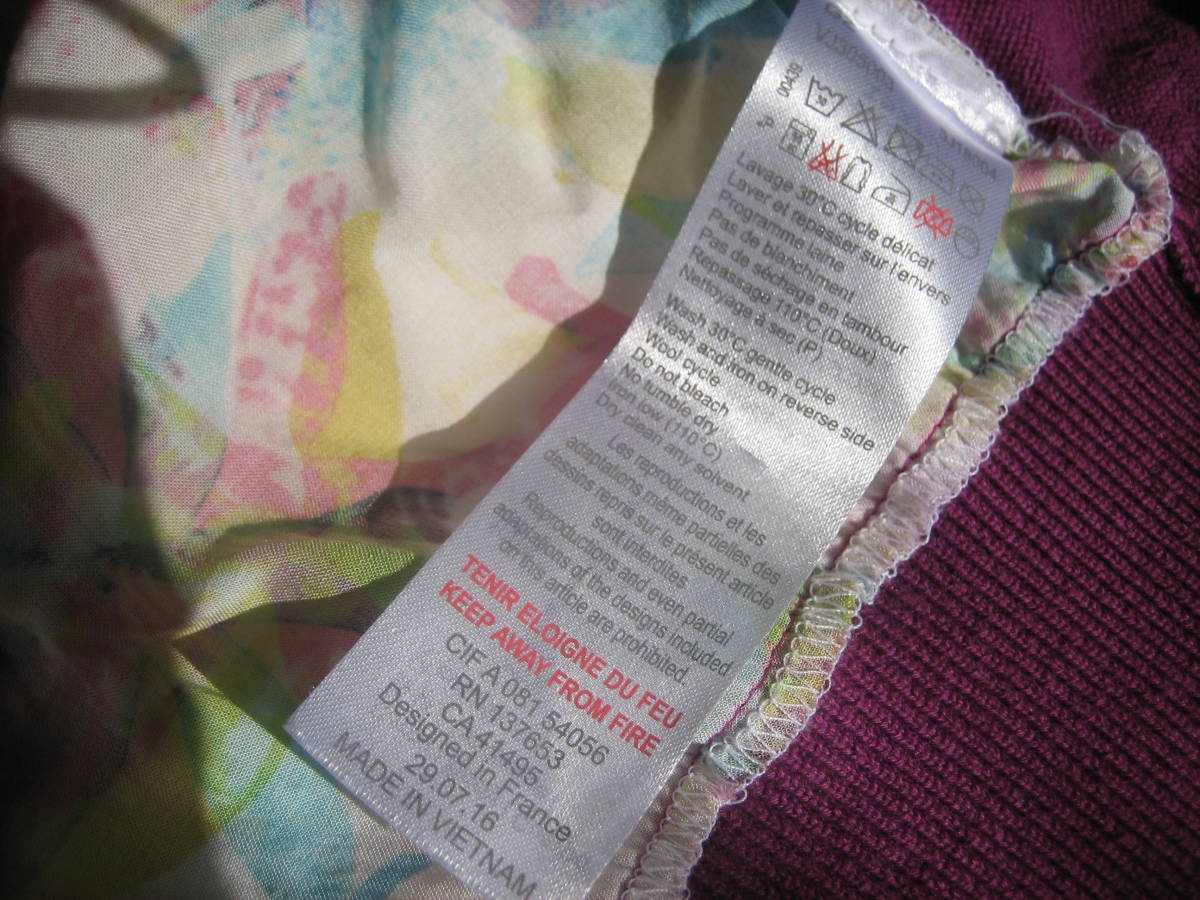 Lavage 30°C cycle délicat
Laver et repasser sur l'envers
Programme laine
Pas de blanchiment
Pas de séchage en tambour
Repassage 110°C (Doux)
Nettoyage à sec (P)
Wash 30°C gentle cycle
Wash and iron on reverse side
Wool cycle
Do not bleach
No tumble dry
Iron low (110°C)
Dry clean any solvent
Les reproductions et les
adaptations même partielles des
dessins repris sur le présent article
sont interdites
Reproductions and even partial
adaptations of the designs included
on this article are prohibited.
TENIR ELOIGNE DU FEU
KEEP AWAY FROM FIRE
CIF A 081 54056
RN 137653
CA 41495
Designed in France
29.07.16
MADE IN VIETNAM